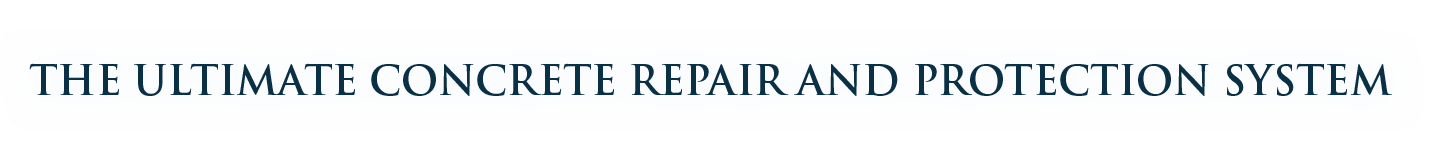 THE ULTIMATE CONCRETE REPAIR AND PROTECTION SYSTEM